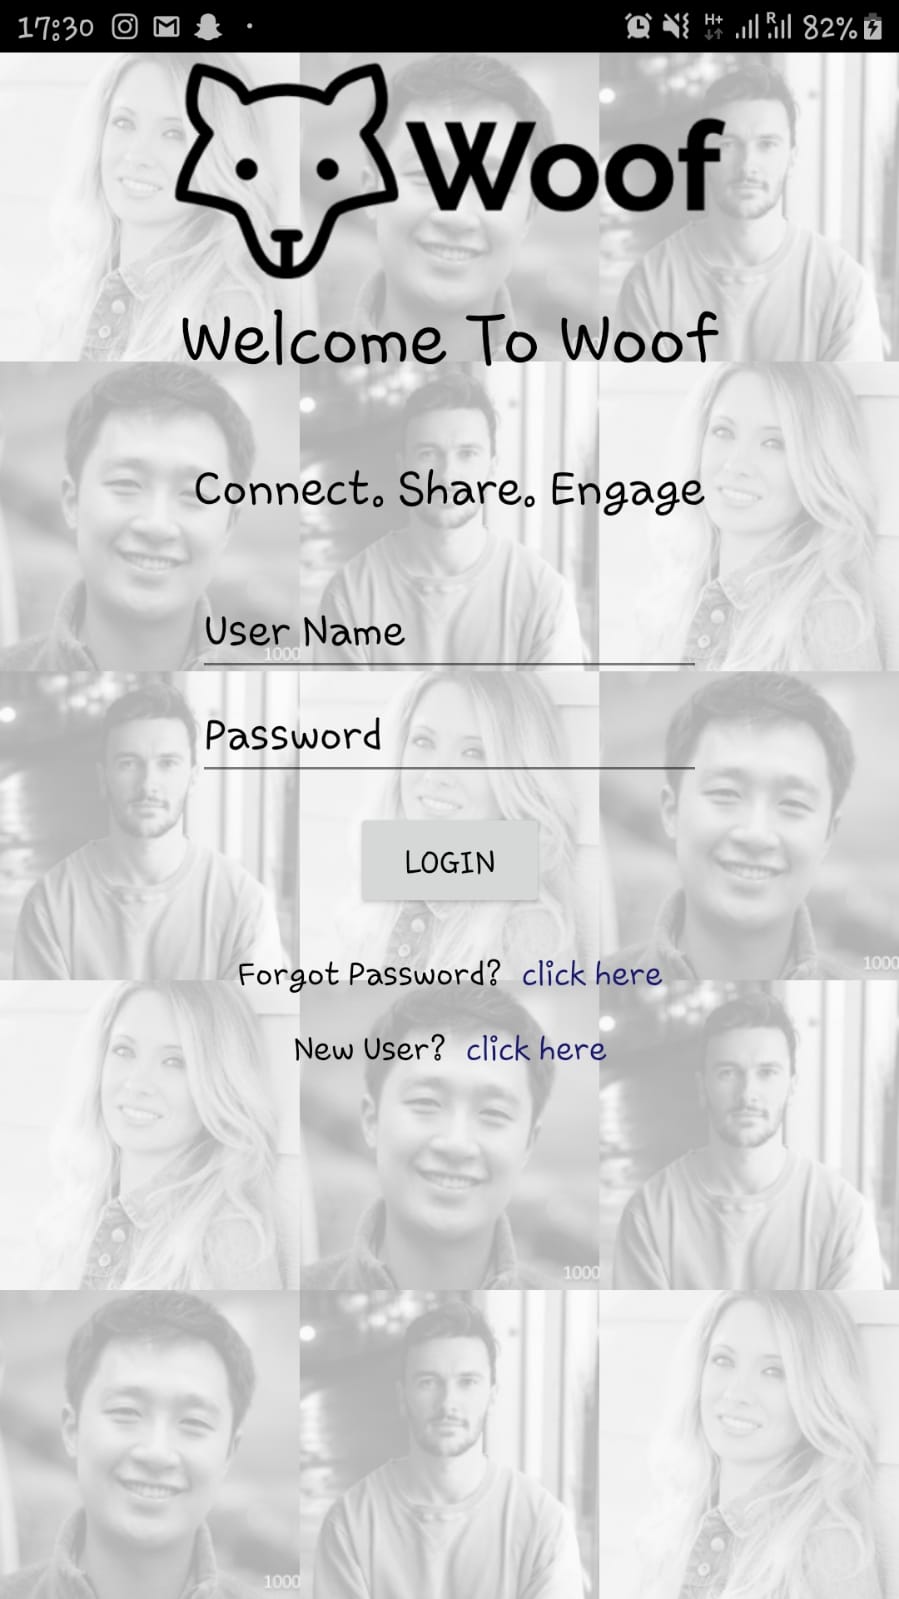 17:30 H+ R 82%
Woof
Welcome To Woof
Connect. Share. Engage
User Name
1000
Password
LOGIN
1000
Forgot Password? click here
New User? click here
1000
1000